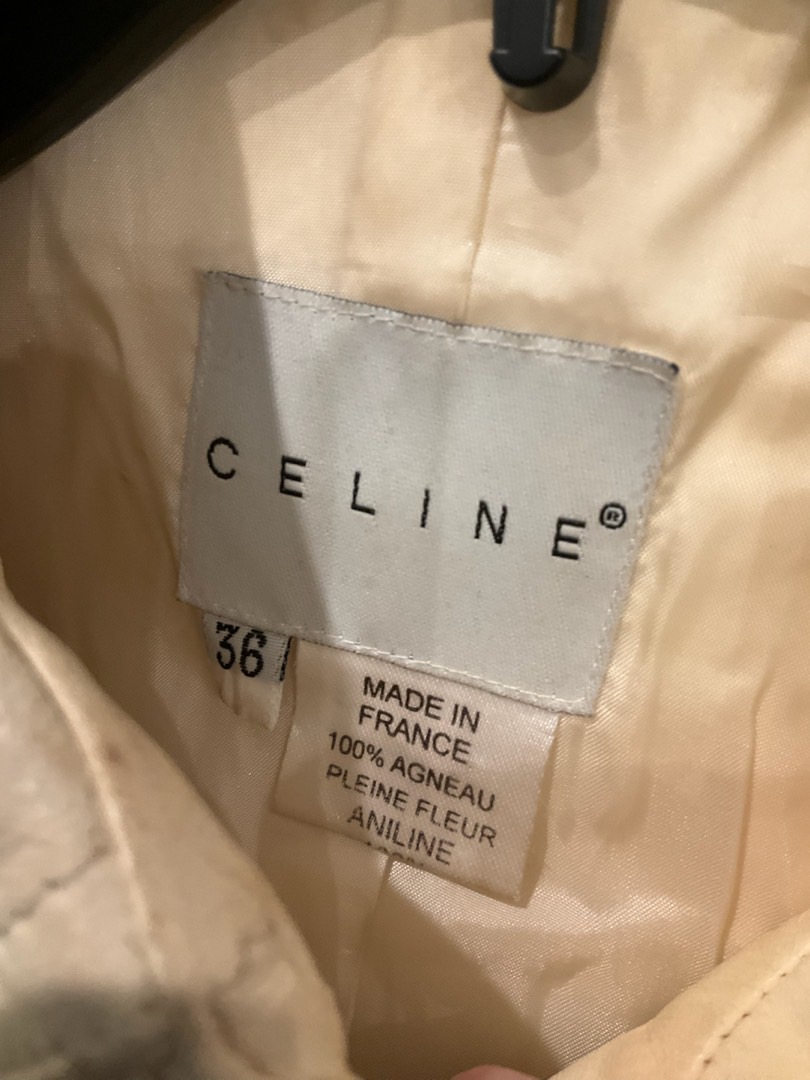 CELINE®
36
MADE IN
FRANCE
100% AGNEAU
PLEINE FLEUR
ANILINE